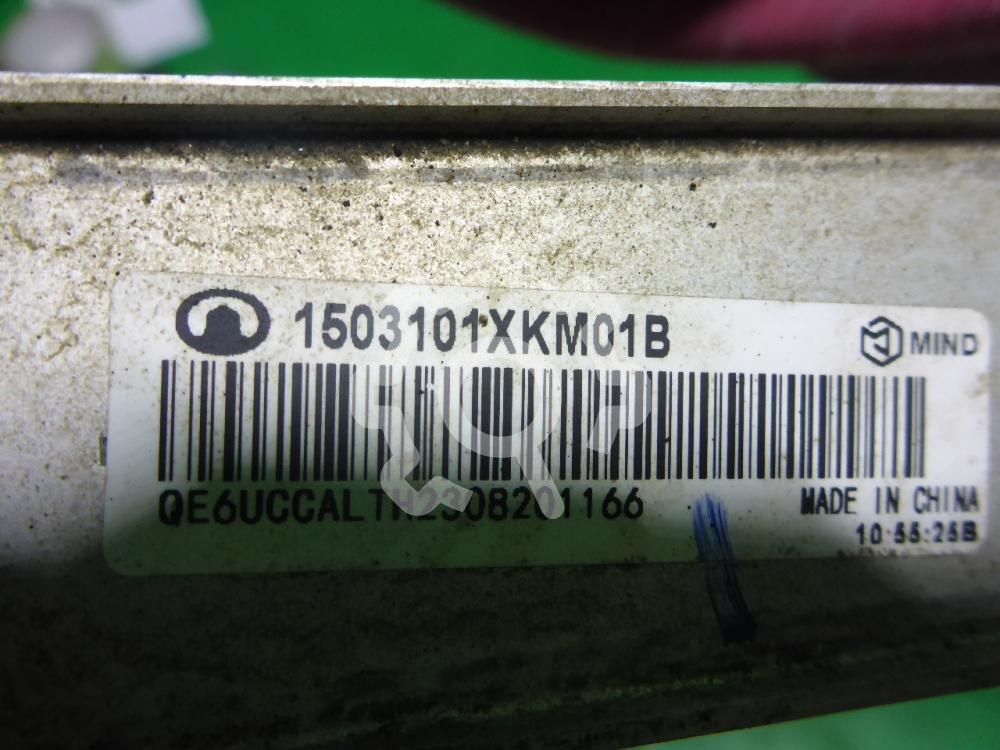 1503101XKM01B
MIND
QE6UCCALTH2308201166
MADE IN CHINA
10:55:25B